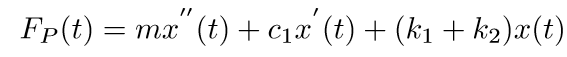 $F_P(t) = mx^{''}(t) + c_1x^{'}(t) + (k_1 + k_2)x(t)$